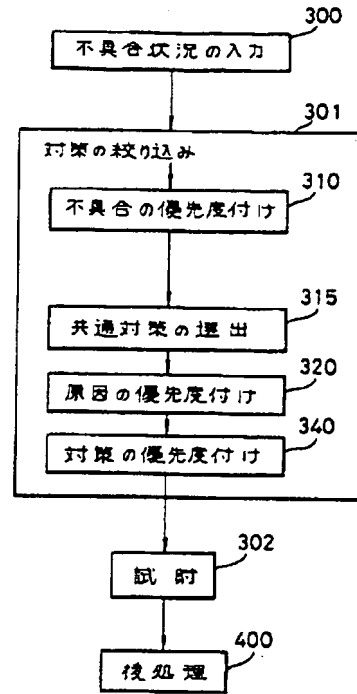 300
不具合状況の入力
301
対策の絞り込み
310
不具合の優先度付け
315
共通対策の選出
320
原因の優先度付け
340
対策の優先度付け
302
試射
400
後処理